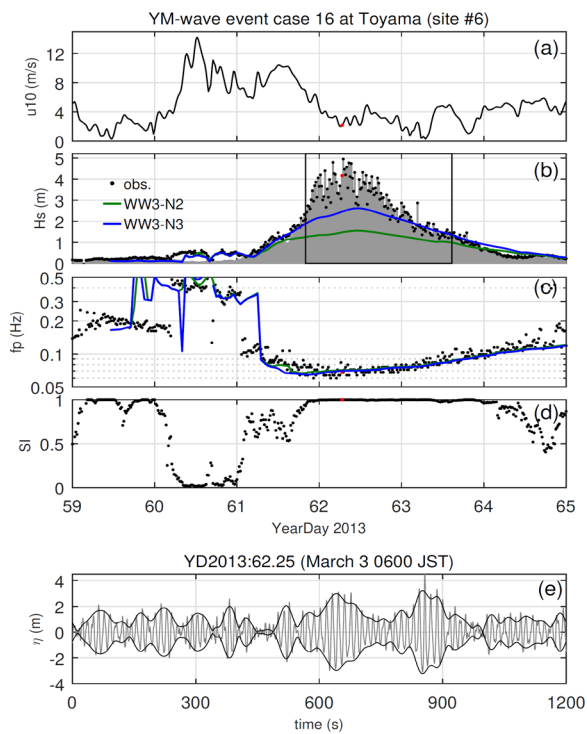 YM-wave event case 16 at Toyama (site #6)
(a)
12
8
4
0
u10 (m/s)
(b)
5
4
3
2
1
0
Hs (m)
obs.
WW3-N2
WW3-N3
(c)
0.5
0.3
0.2
0.1
0.05
fp (Hz)
(d)
1
0.5
0
SI
59 60 61 62 63 64 65
YearDay 2013
YD2013:62.25 (March 3 0600 JST)
(e)
4
2
0
-2
-4
η (m)
0 300 600 900 1200
time (s)